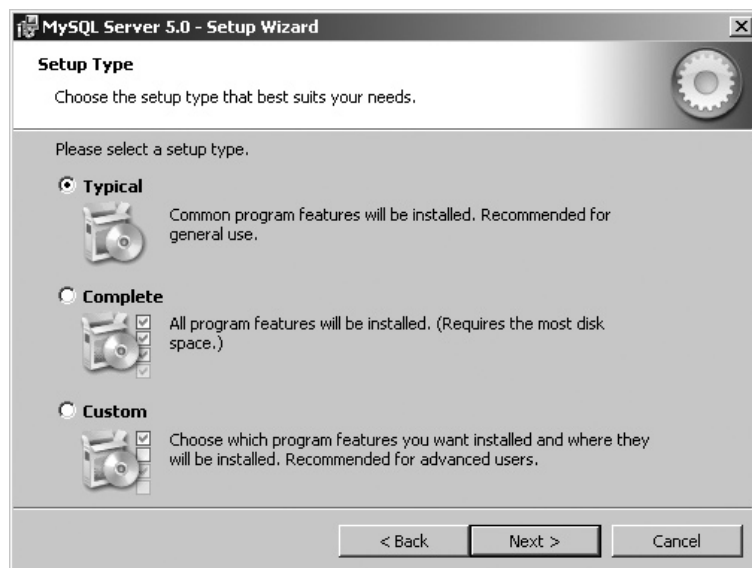 MySQL Server 5.0 - Setup Wizard
Setup Type
Choose the setup type that best suits your needs.
Please select a setup type.
Typical
Common program features will be installed. Recommended for
general use.
Complete
All program features will be installed. (Requires the most disk
space.)
Custom
Choose which program features you want installed and where they
will be installed. Recommended for advanced users.
< Back
Next >
Cancel